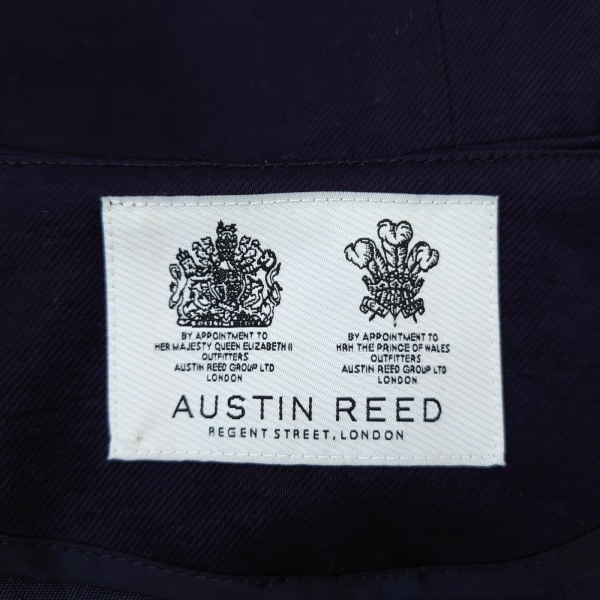 BY APPOINTMENT TO
HER MAJESTY QUEEN ELIZABETH II
OUTFITTERS
AUSTIN REED GROUP LTD
LONDON
BY APPOINTMENT TO
HRH THE PRINCE OF WALES
OUTFITTERS
AUSTIN REED GROUP LTD
LONDON
AUSTIN REED
REGENT STREET, LONDON